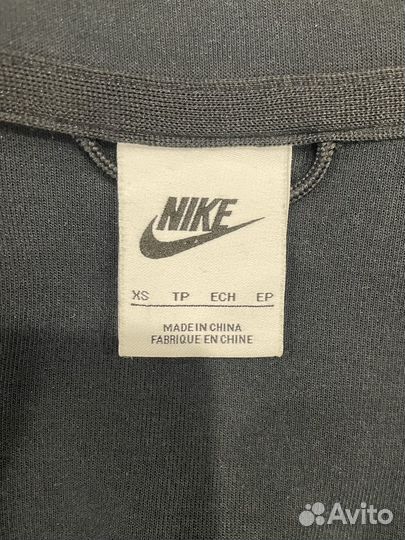 NIKE
XS TP ECH EP
MADE IN CHINA
FABRIQUE EN CHINE
Avito